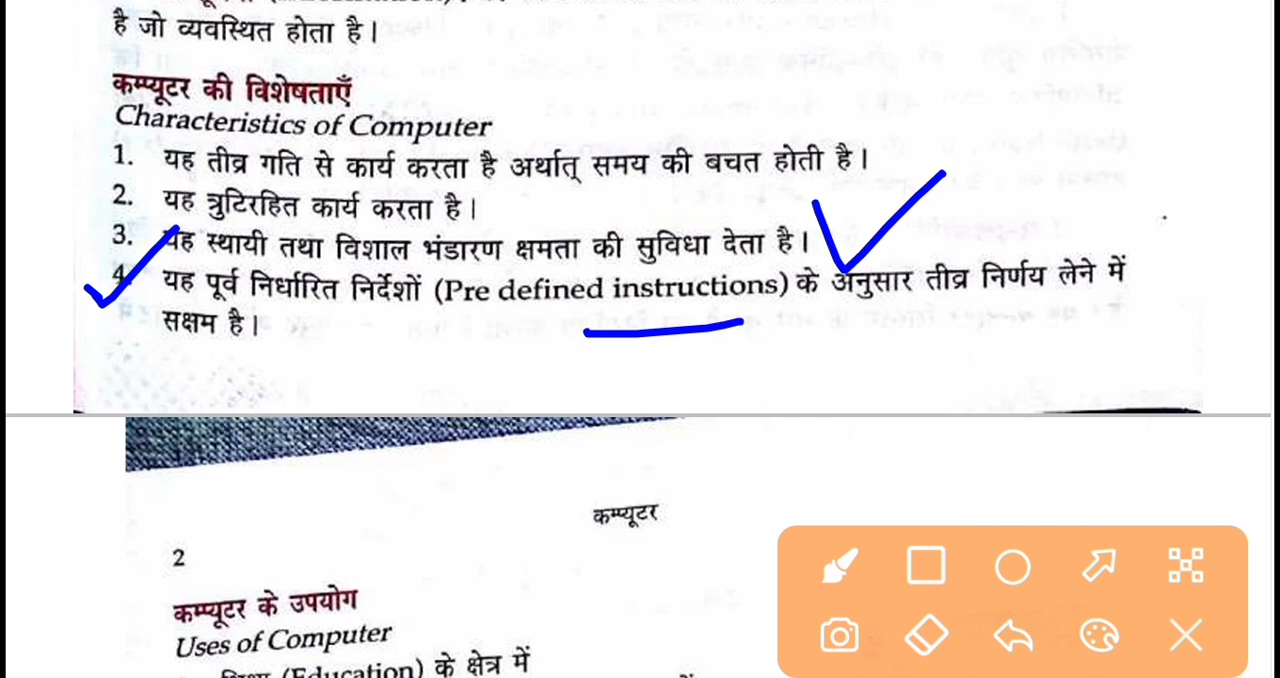 है जो व्यवस्थित होता है।
कम्प्यूटर की विशेषताएँ
Characteristics of Computer
1. यह तीव्र गति से कार्य करता है अर्थात् समय की बचत होती है।
2. यह त्रुटिरहित कार्य करता है।
3. यह स्थायी तथा विशाल भंडारण क्षमता की सुविधा देता है।
4. यह पूर्व निर्धारित निर्देशों (Pre defined instructions) के अनुसार तीव्र निर्णय लेने में
सक्षम है।
कम्प्यूटर
2
कम्प्यूटर के उपयोग
Uses of Computer
(Education) के क्षेत्र में